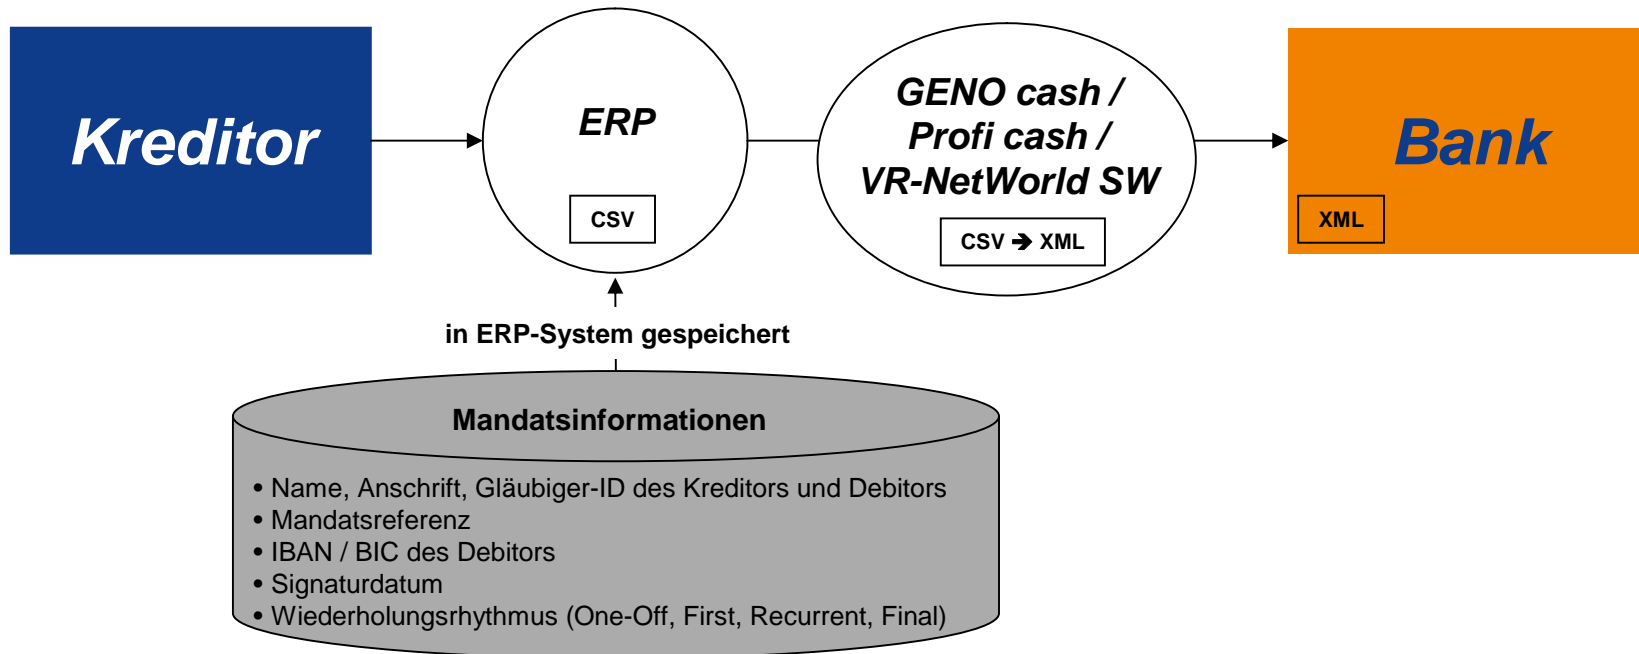 Kreditor
ERP
CSV
GENO cash /
Profi cash /
VR-NetWorld SW
CSV ➔ XML
Bank
XML
in ERP-System gespeichert
Mandatsinformationen
• Name, Anschrift, Gläubiger-ID des Kreditors und Debitors
• Mandatsreferenz
• IBAN / BIC des Debitors
• Signaturdatum
• Wiederholungsrhythmus (One-Off, First, Recurrent, Final)